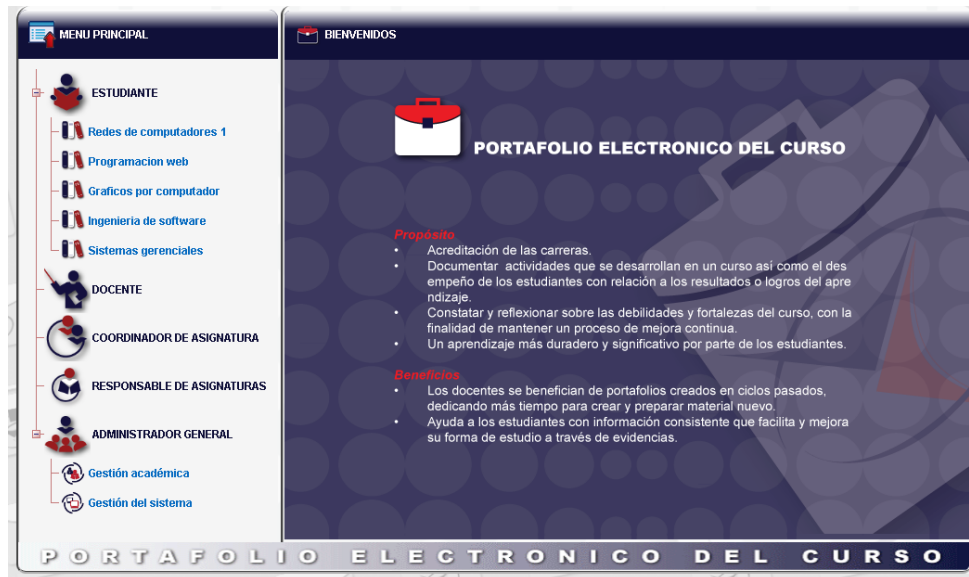 MENU PRINCIPAL
ESTUDIANTE
Redes de computadores 1
Programacion web
Graficos por computador
Ingenieria de software
Sistemas gerenciales
DOCENTE
COORDINADOR DE ASIGNATURA
RESPONSABLE DE ASIGNATURAS
ADMINISTRADOR GENERAL
Gestión académica
Gestión del sistema
BIENVENIDOS
PORTAFOLIO ELECTRONICO DEL CURSO
Propósito
• Acreditación de las carreras.
• Documentar actividades que se desarrollan en un curso así como el des
empeño de los estudiantes con relación a los resultados o logros del apre
ndizaje.
• Constatar y reflexionar sobre las debilidades y fortalezas del curso, con la
finalidad de mantener un proceso de mejora continua.
• Un aprendizaje más duradero y significativo por parte de los estudiantes.
Beneficios
• Los docentes se benefician de portafolios creados en ciclos pasados,
dedicando más tiempo para crear y preparar material nuevo.
• Ayuda a los estudiantes con información consistente que facilita y mejora
su forma de estudio a través de evidencias.
PORTAFOLIO ELECTRONICO DEL CURSO